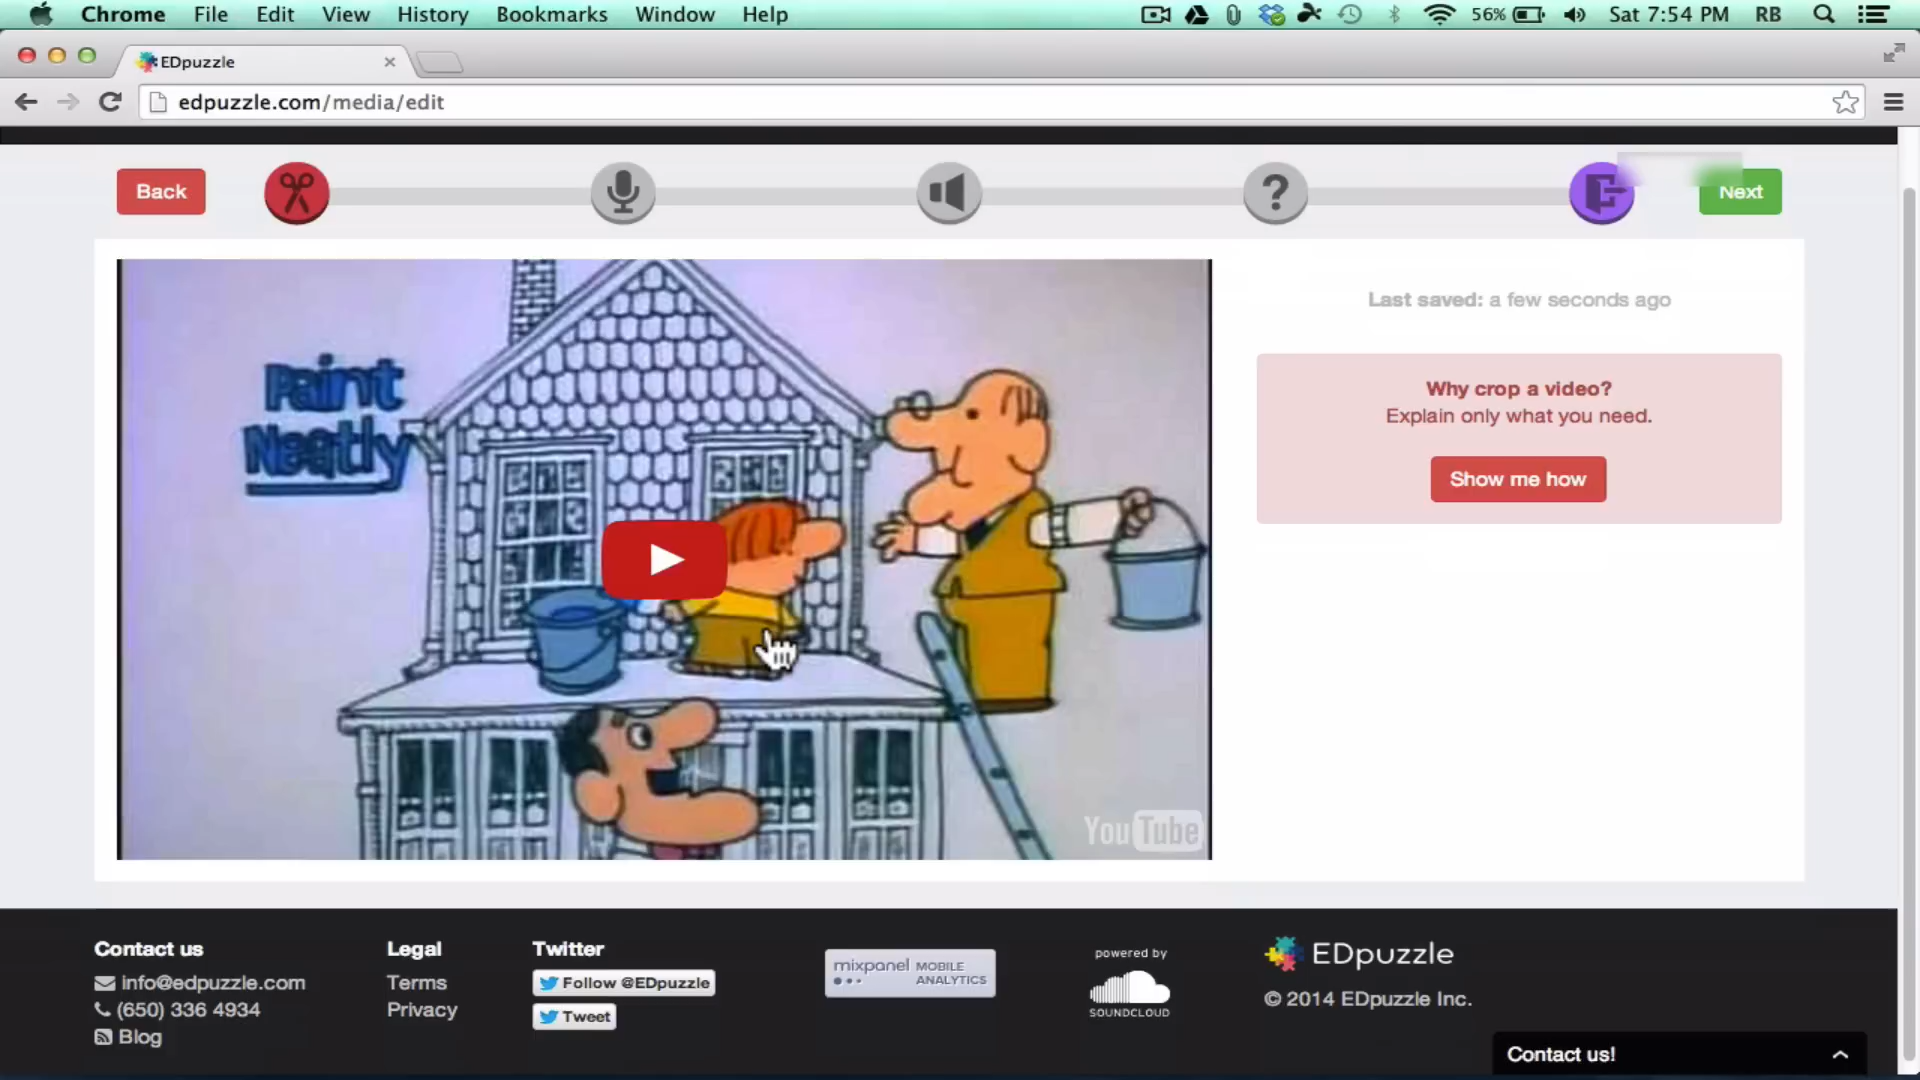 Chrome File Edit View History Bookmarks Window Help 56% Sat 7:54 PM RB
EDpuzzle
edpuzzle.com/media/edit
Back ? Next
Last saved: a few seconds ago
Why crop a video?
Explain only what you need.
Show me how
Paint
Neatly
YouTube
Contact us
info@edpuzzle.com
(650) 336 4934
Blog
Legal
Terms
Privacy
Twitter
Follow @EDpuzzle
Tweet
mixpanel MOBILE
ANALYTICS
powered by
SOUNDCLOUD
EDpuzzle
© 2014 EDpuzzle Inc.
Contact us!